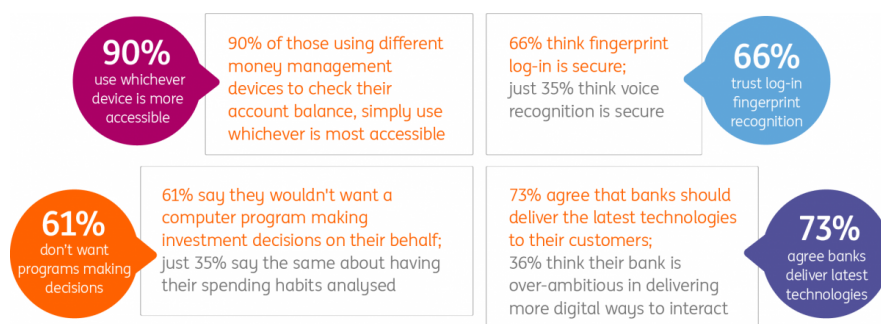 90%
use whichever
device is more
accessible
90% of those using different
money management
devices to check their
account balance, simply use
whichever is most accessible
66% think fingerprint
log-in is secure;
just 35% think voice
recognition is secure
66%
trust log-in
fingerprint
recognition
61%
don't want
programs making
decisions
61% say they wouldn't want a
computer program making
investment decisions on their behalf;
just 35% say the same about having
their spending habits analysed
73% agree that banks should
deliver the latest technologies
to their customers;
36% think their bank is
over-ambitious in delivering
more digital ways to interact
73%
agree banks
deliver latest
technologies